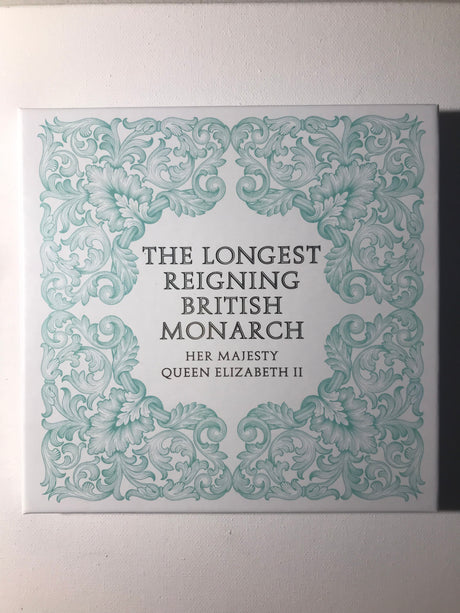 THE LONGEST
REIGNING
BRITISH
MONARCH
HER MAJESTY
QUEEN ELIZABETH II